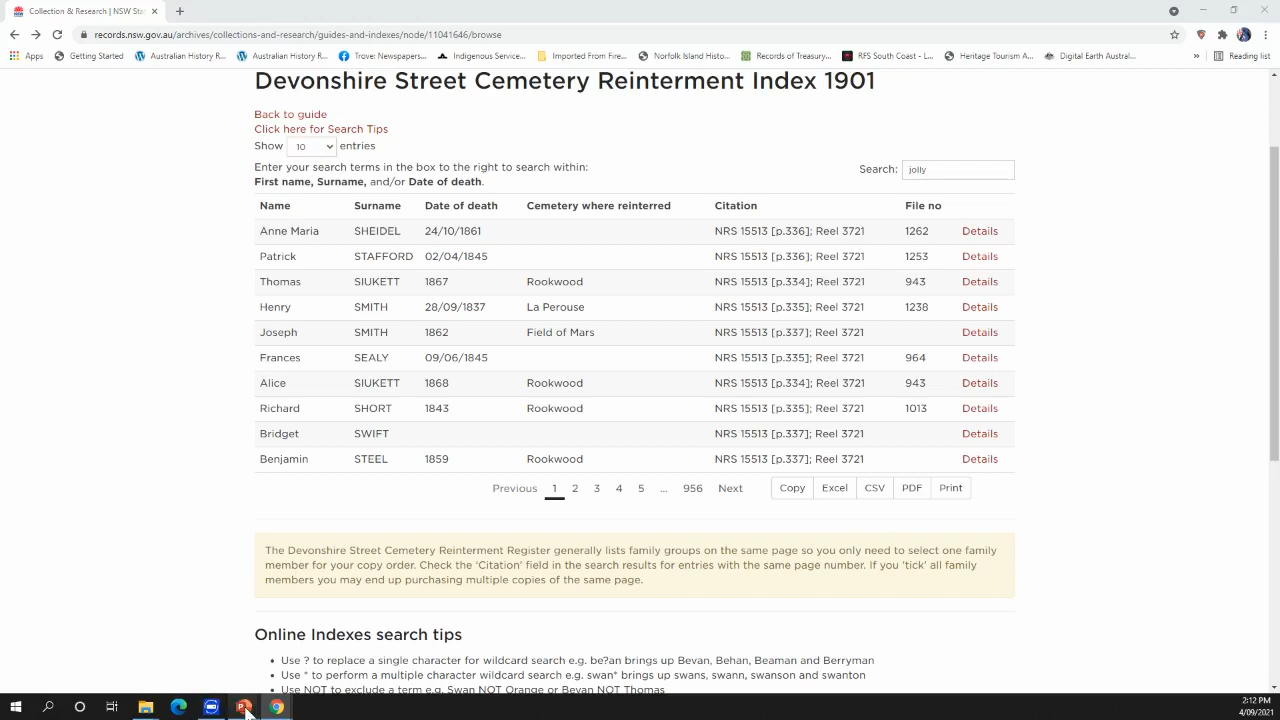 Collection & Research | NSW Stat
records.nsw.gov.au/archives/collections-and-research/guides-and-indexes/node/11041646/browse
Apps Getting Started Australian History R... Australian History R... Trove: Newspapers... Indigenous Service... Imported From Fire... Norfolk Island Histo... Records of Treasury... RFS South Coast - L... Heritage Tourism A... Digital Earth Austral... » Reading list
Devonshire Street Cemetery Reinterment Index 1901
Back to guide
Click here for Search Tips
Show 10 entries
Enter your search terms in the box to the right to search within:
First name, Surname, and/or Date of death.
Search: jolly
Name Surname Date of death Cemetery where reinterred Citation File no
Anne Maria SHEIDEL 24/10/1861 NRS 15513 [p.336]; Reel 3721 1262 Details
Patrick STAFFORD 02/04/1845 NRS 15513 [p.336]; Reel 3721 1253 Details
Thomas SIUKETT 1867 Rookwood NRS 15513 [p.334]; Reel 3721 943 Details
Henry SMITH 28/09/1837 La Perouse NRS 15513 [p.335]; Reel 3721 1238 Details
Joseph SMITH 1862 Field of Mars NRS 15513 [p.337]; Reel 3721 Details
Frances SEALY 09/06/1845 NRS 15513 [p.335]; Reel 3721 964 Details
Alice SIUKETT 1868 Rookwood NRS 15513 [p.334]; Reel 3721 943 Details
Richard SHORT 1843 Rookwood NRS 15513 [p.335]; Reel 3721 1013 Details
Bridget SWIFT NRS 15513 [p.337]; Reel 3721 Details
Benjamin STEEL 1859 Rookwood NRS 15513 [p.337]; Reel 3721 Details
Previous 1 2 3 4 5 ... 956 Next Copy Excel CSV PDF Print
The Devonshire Street Cemetery Reinterment Register generally lists family groups on the same page so you only need to select one family
member for your copy order. Check the 'Citation' field in the search results for entries with the same page number. If you 'tick' all family
members you may end up purchasing multiple copies of the same page.
Online Indexes search tips
• Use ? to replace a single character for wildcard search e.g. be?an brings up Bevan, Behan, Beaman and Berryman
• Use * to perform a multiple character wildcard search e.g. swan* brings up swans, swann, swanson and swanton
• Use NOT to exclude a term e.g. Swan NOT Orange or Bevan NOT Thomas
2:12 PM
4/09/2021